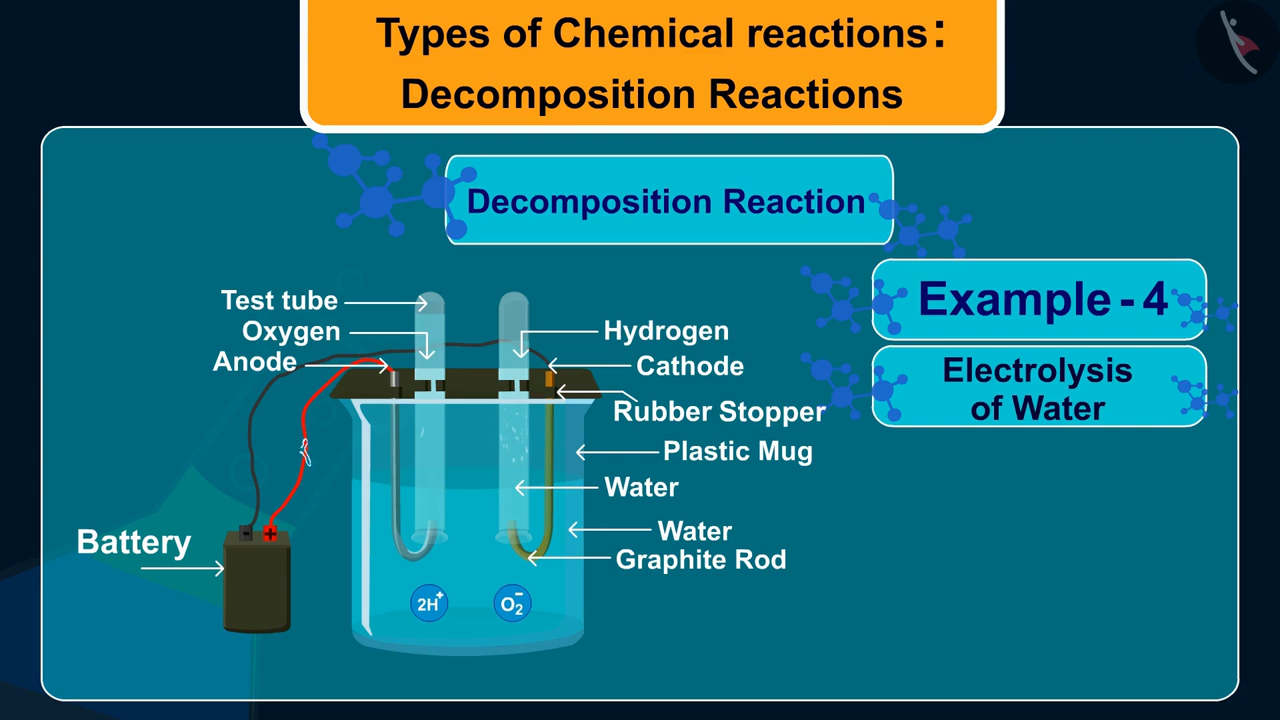 Types of Chemical reactions:
Decomposition Reactions
Decomposition Reaction
Example - 4
Electrolysis
of Water
Test tube
Oxygen
Anode
Hydrogen
Cathode
Rubber Stopper
Plastic Mug
Water
Water
Graphite Rod
Battery
- +
2H⁺
O₂⁻